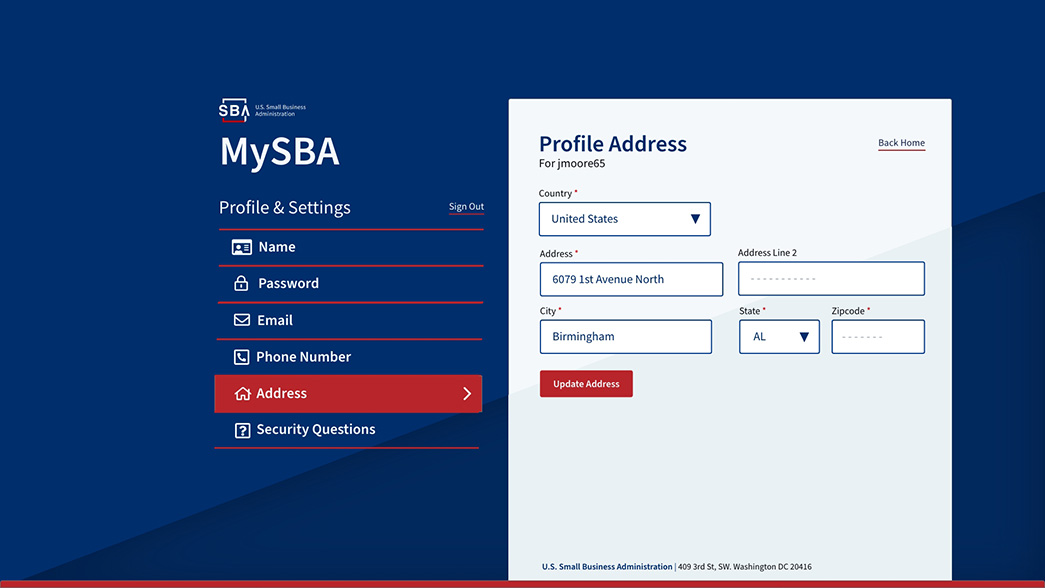 SBA U.S. Small Business
Administration
MySBA
Profile & Settings
Sign Out
Name
Password
Email
Phone Number
Address
Security Questions
Profile Address
Back Home
For jmoore65
Country *
United States
Address *
Address Line 2
6079 1st Avenue North
-----------
City *
State *
Zipcode *
Birmingham
AL
-------
Update Address
U.S. Small Business Administration | 409 3rd St, SW. Washington DC 20416